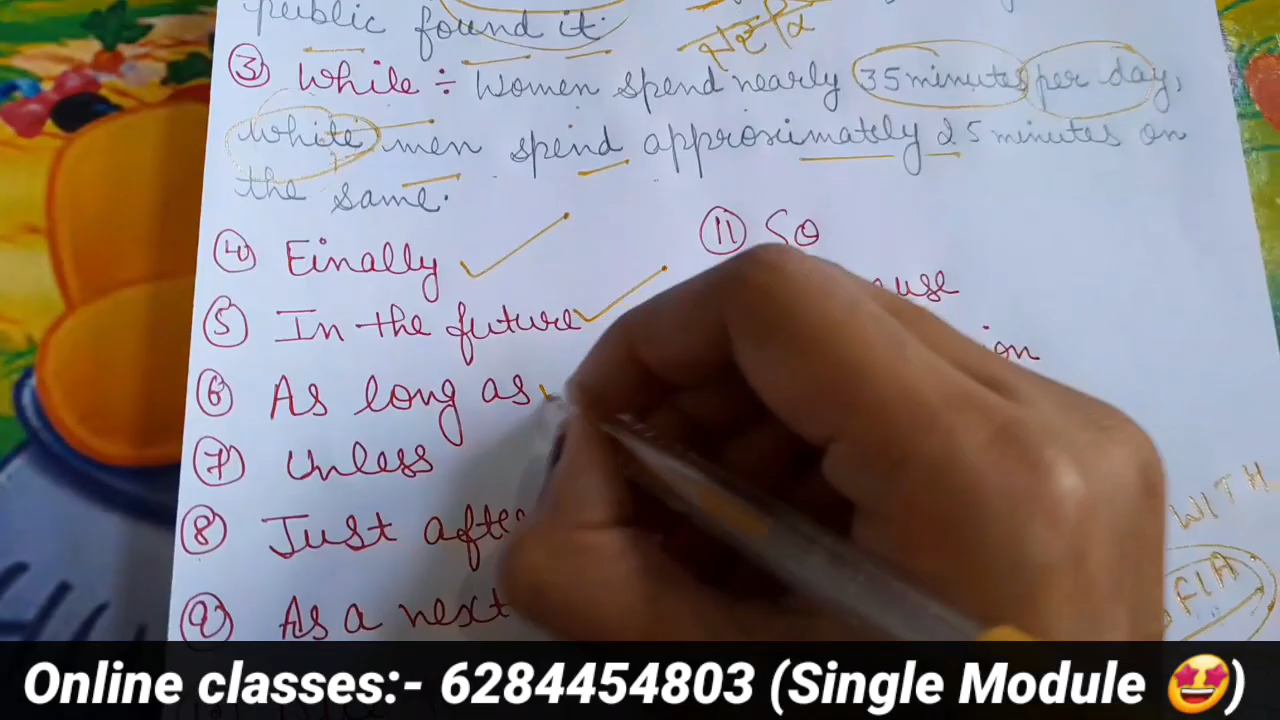 public found it.
③ While ÷ Women spend nearly 35 minutes per day,
while men spend approximately 25 minutes on
the same.
④ Finally
⑤ In the future
⑥ As long as
⑦ Unless
⑧ Just after
⑨ As a next
⑪ So
WITH
Online classes:- 6284454803 (Single Module 🤩)